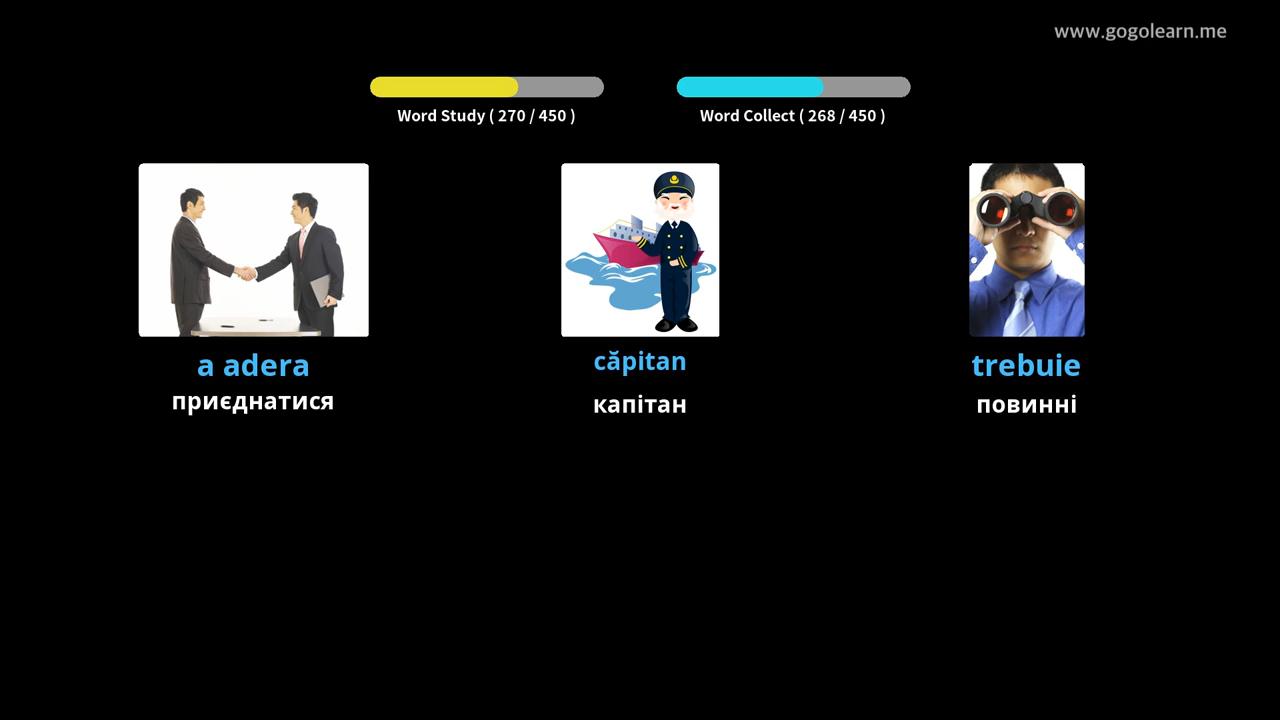 www.gogolearn.me
Word Study ( 270 / 450 )
Word Collect ( 268 / 450 )
a adera
приєднатися
căpitan
капітан
trebuie
повинні